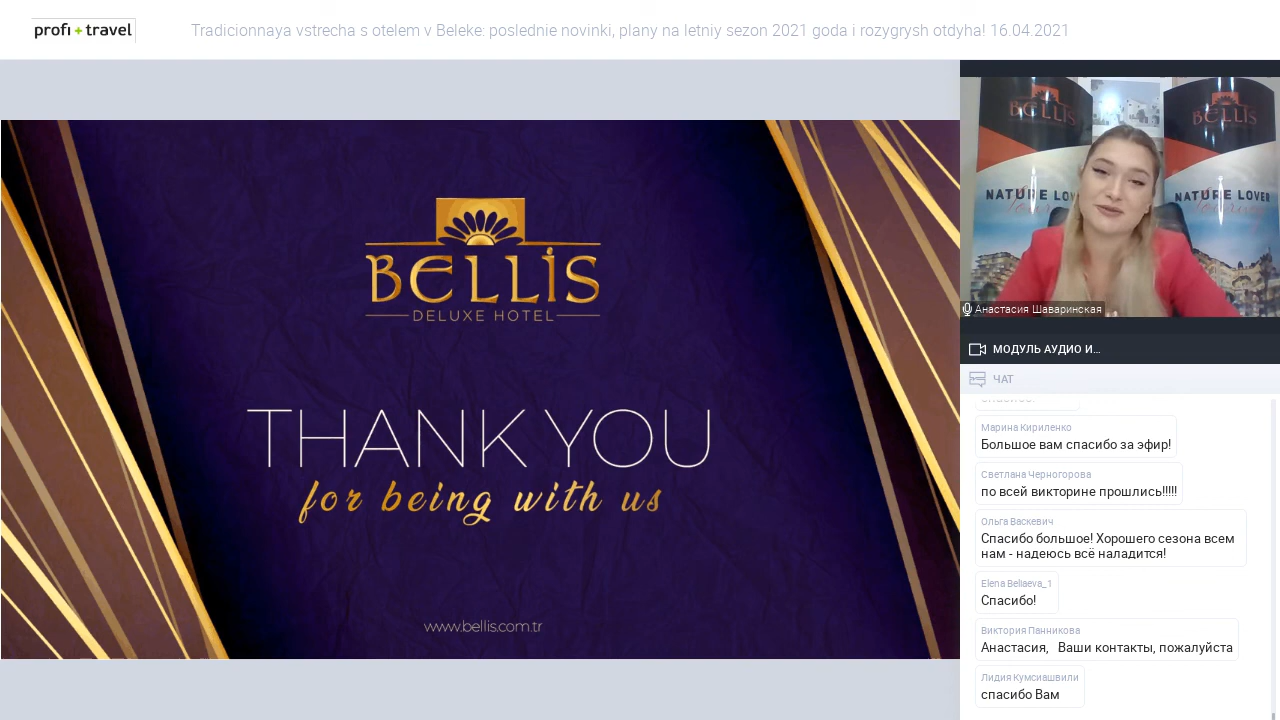 profi + travel
Tradicionnaya vstrecha s otelem v Beleke: poslednie novinki, plany na letniy sezon 2021 goda i rozygrysh otdyha! 16.04.2021
BELLIS
DELUXE HOTEL
THANK YOU
for being with us
www.bellis.com.tr
BELLIS
BELLIS
NATURE LOVER
NATURE LOVER
Анастасия Шаваринская
МОДУЛЬ АУДИО И...
ЧАТ
Марина Кириленко
Большое вам спасибо за эфир!
Светлана Черногорова
по всей викторине прошлись!!!!!
Ольга Васкевич
Спасибо большое! Хорошего сезона всем
нам - надеюсь всё наладится!
Elena Beliaeva_1
Спасибо!
Виктория Панникова
Анастасия, Ваши контакты, пожалуйста
Лидия Кумсиашвили
спасибо Вам